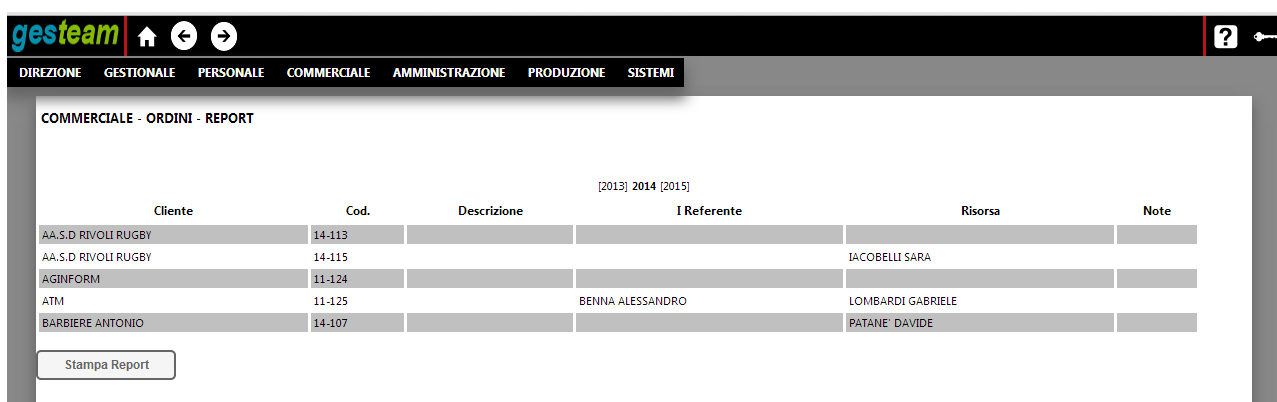 gesteam
?
DIREZIONE GESTIONALE PERSONALE COMMERCIALE AMMINISTRAZIONE PRODUZIONE SISTEMI
COMMERCIALE - ORDINI - REPORT
[2013] 2014 [2015]
Cliente Cod. Descrizione I Referente Risorsa Note
AA.S.D RIVOLI RUGBY 14-113
AA.S.D RIVOLI RUGBY 14-115 IACOBELLI SARA
AGINFORM 11-124
ATM 11-125 BENNA ALESSANDRO LOMBARDI GABRIELE
BARBIERE ANTONIO 14-107 PATANE' DAVIDE
Stampa Report